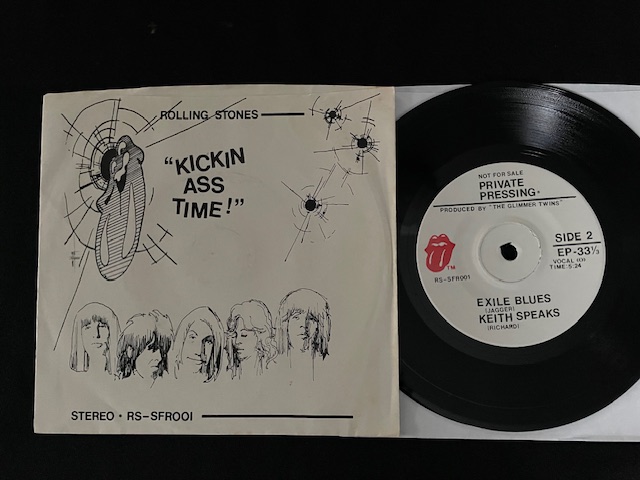 ROLLING STONES
"KICKIN
ASS
TIME!"
STEREO · RS-SFR001
NOT FOR SALE
PRIVATE
PRESSING
PRODUCED BY "THE GLIMMER TWINS"
SIDE 2
EP-33⅓
TIME: 5:24
TM
RS-SFR001
EXILE BLUES
(JAGGER)
KEITH SPEAKS
(RICHARD)